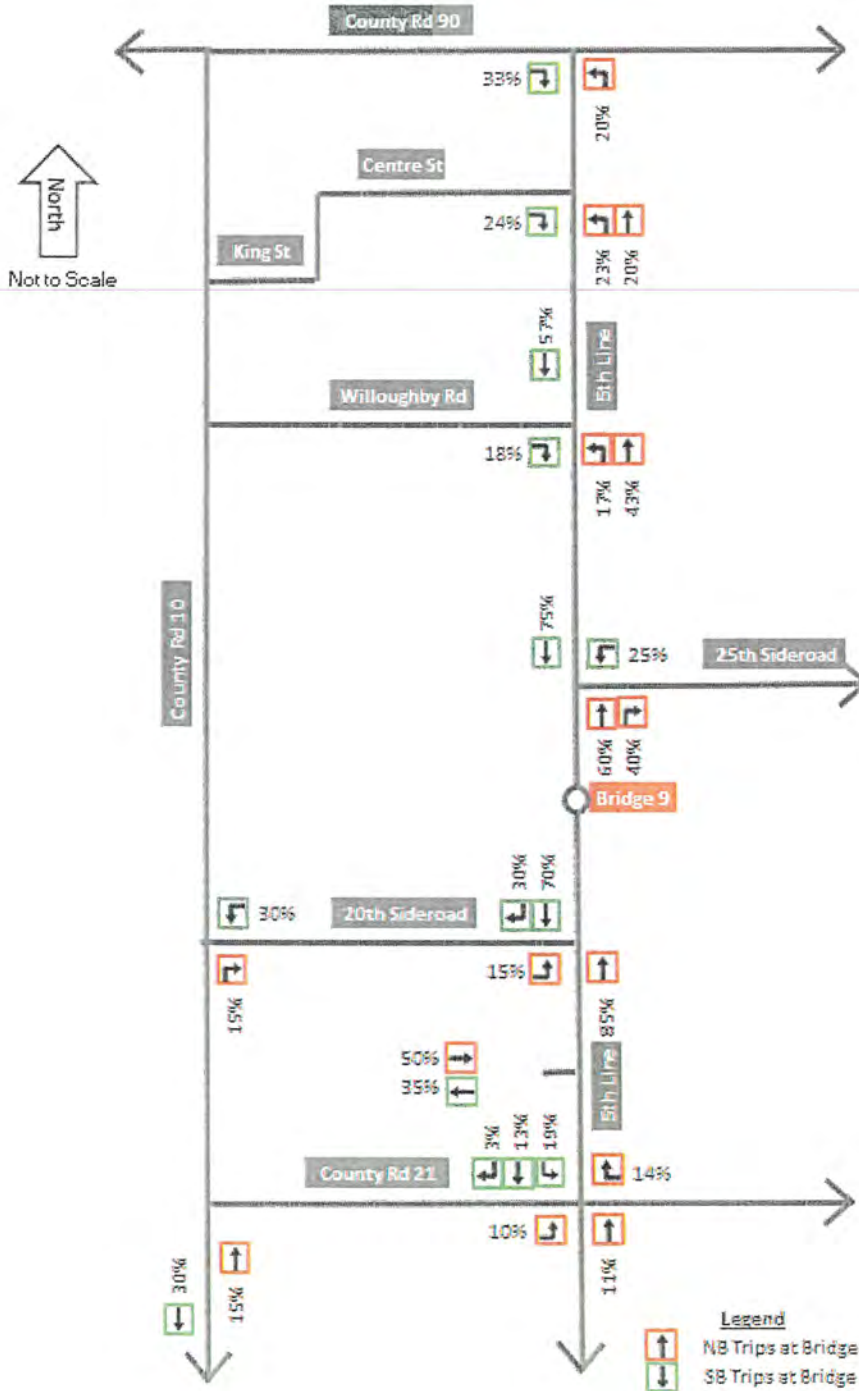 County Rd 90
33%
20%
Centre St
North
24%
King St
23%
20%
Not to Scale
57%
5th Line
Willoughby Rd
18%
17%
43%
County Rd 10
75%
25%
25th Sideroad
60%
40%
Bridge 9
30%
70%
30%
20th Sideroad
15%
15%
85%
50%
35%
5th Line
3%
13%
19%
County Rd 21
14%
10%
11%
30%
15%
Legend
NB Trips at Bridge
SB Trips at Bridge